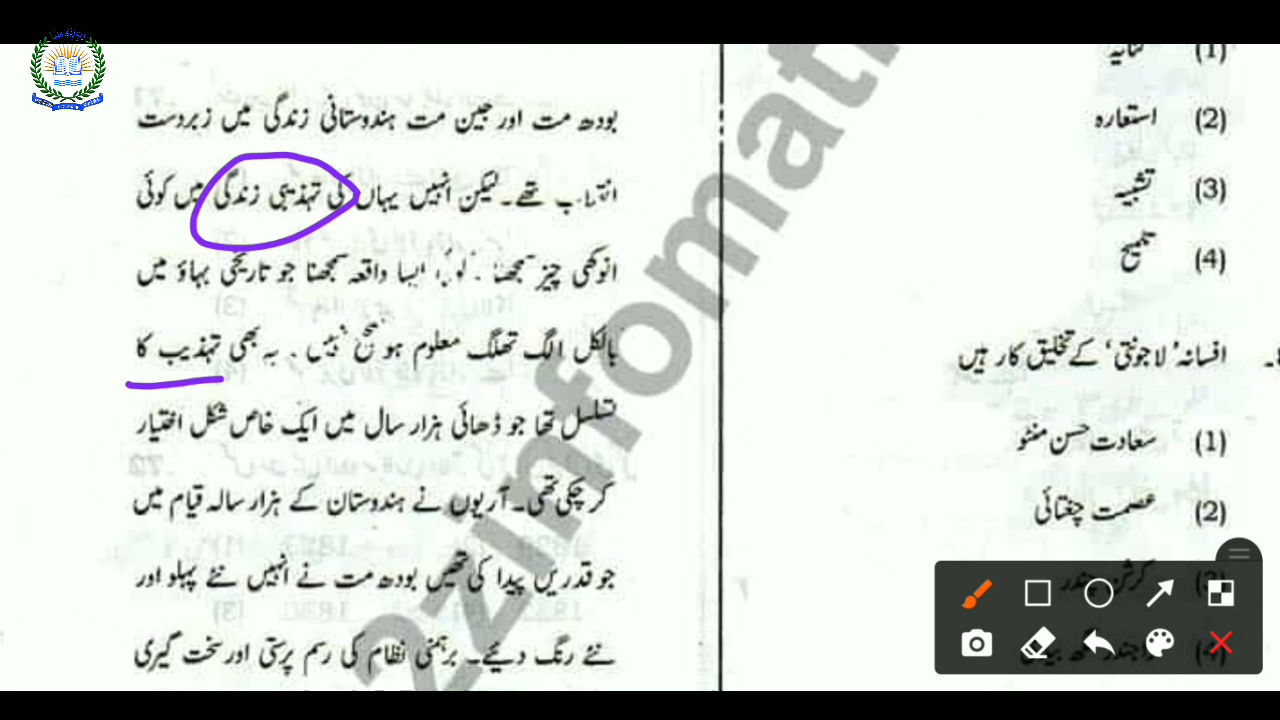 (1) کنایہ
(2) استعارہ
(3) تشبیہ
(4) تلمیح
افسانہ ’لاجونتی‘ کے تخلیق کار ہیں
(1) سعادت حسن منٹو
(2) عصمت چغتائی
کرشن چندر
(4)
بودھ مت اور جین مت ہندوستانی زندگی میں زبردست
انقلاب تھے۔ لیکن انہیں یہاں کی تہذیبی زندگی میں کوئی
انوکھی چیز سمجھنا ایسا واقعہ سمجھنا جو تاریخی بہاؤ میں
بالکل الگ تھلگ معلوم ہو صحیح نہیں ۔ یہ بھی تہذیب کا
تسلسل تھا جو ڈھائی ہزار سال میں ایک خاص شکل اختیار
کر چکی تھی۔ آریوں نے ہندوستان کے ہزار سالہ قیام میں
جو قدریں پیدا کی تھیں بودھ مت نے انہیں نئے پہلو اور
نئے رنگ دیئے۔ برہمنی نظام کی رسم پرستی اور سخت گیری
2zinfomati